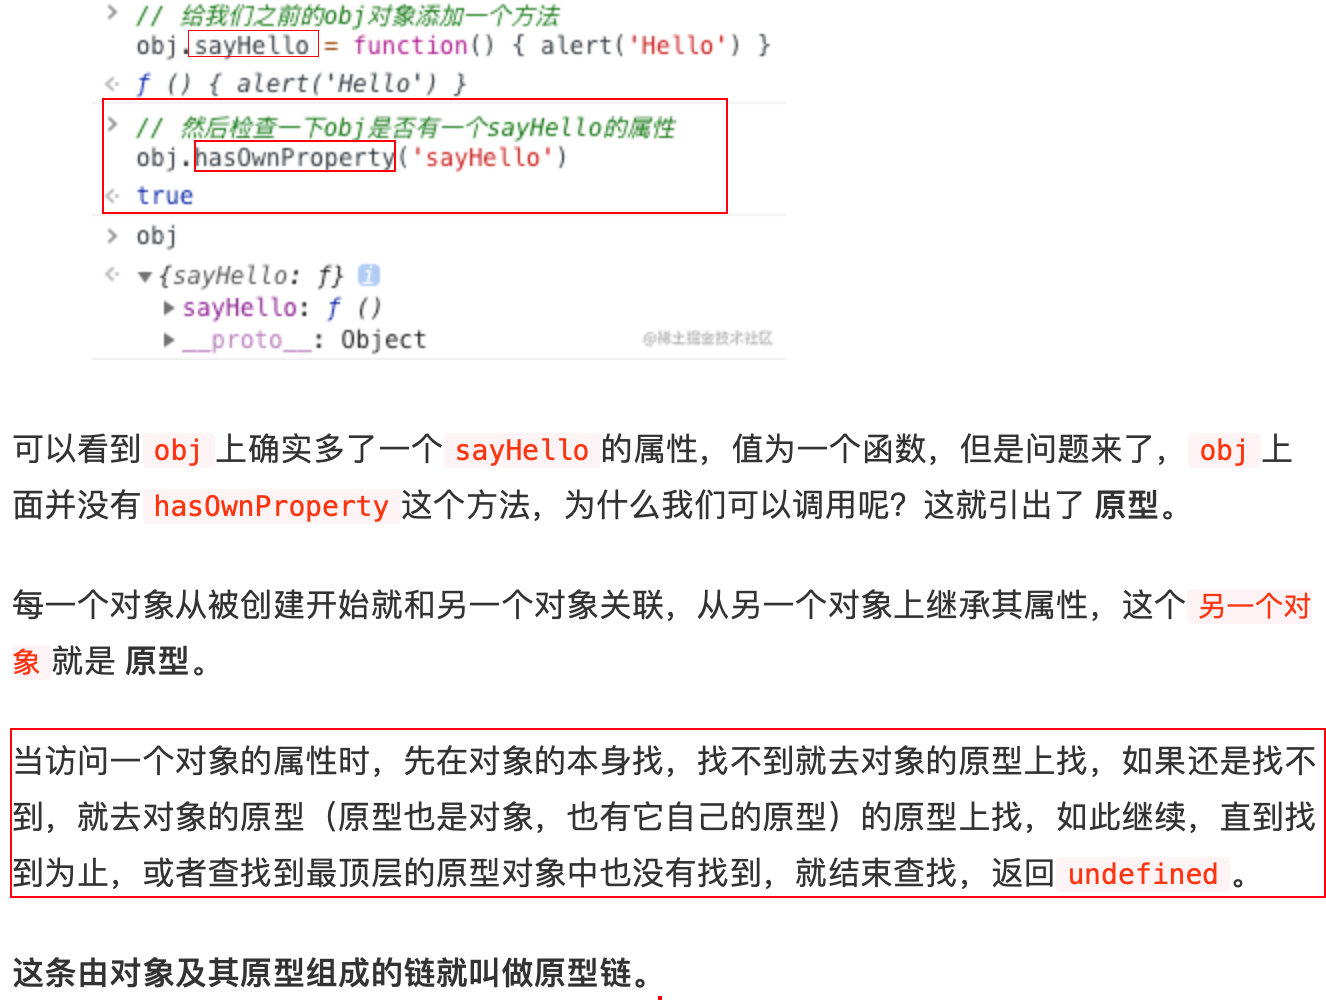 > // 给我们之前的obj对象添加一个方法
obj.sayHello = function() { alert('Hello') }
f () { alert('Hello') }
> // 然后检查一下obj是否有一个sayHello的属性
obj.hasOwnProperty('sayHello')
true
> obj
▼{sayHello: f} i
▶ sayHello: f ()
▶ __proto__: Object
@稀土掘金技术社区
可以看到 obj 上确实多了一个 sayHello 的属性，值为一个函数，但是问题来了， obj 上
面并没有 hasOwnProperty 这个方法，为什么我们可以调用呢？这就引出了 原型。
每一个对象从被创建开始就和另一个对象关联，从另一个对象上继承其属性，这个 另一个对
象 就是 原型。
当访问一个对象的属性时，先在对象的本身找，找不到就去对象的原型上找，如果还是找不
到，就去对象的原型（原型也是对象，也有它自己的原型）的原型上找，如此继续，直到找
到为止，或者查找到最顶层的原型对象中也没有找到，就结束查找，返回 undefined 。
这条由对象及其原型组成的链就叫做原型链。